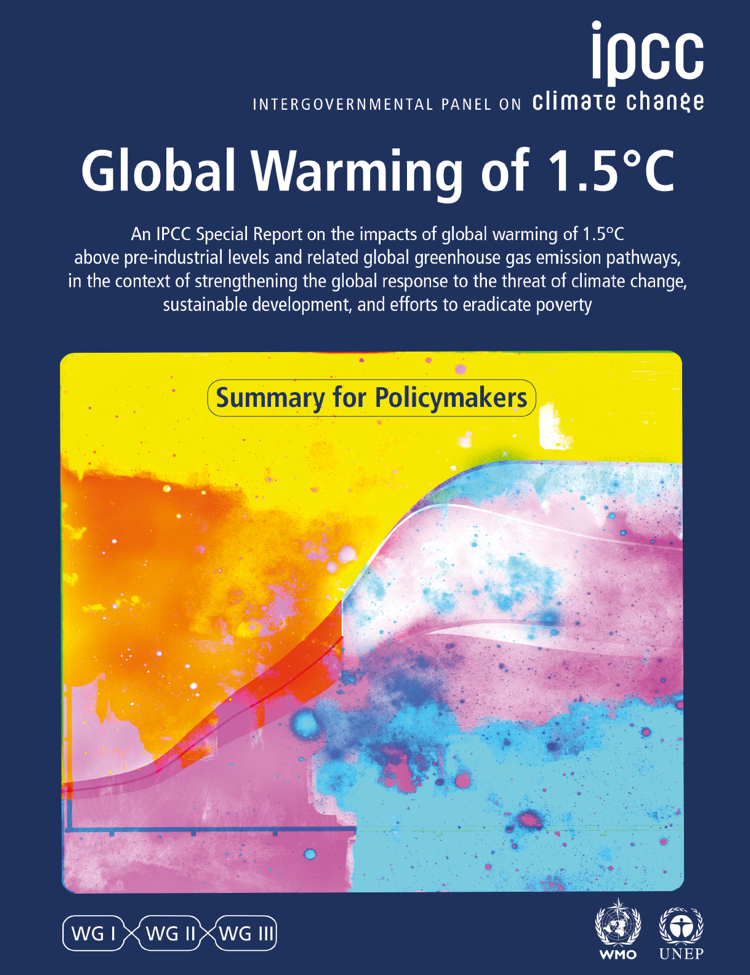 ipcc
INTERGOVERNMENTAL PANEL ON climate change
Global Warming of 1.5°C
An IPCC Special Report on the impacts of global warming of 1.5°C
above pre-industrial levels and related global greenhouse gas emission pathways,
in the context of strengthening the global response to the threat of climate change,
sustainable development, and efforts to eradicate poverty
Summary for Policymakers
WG I WG II WG III
WMO UNEP